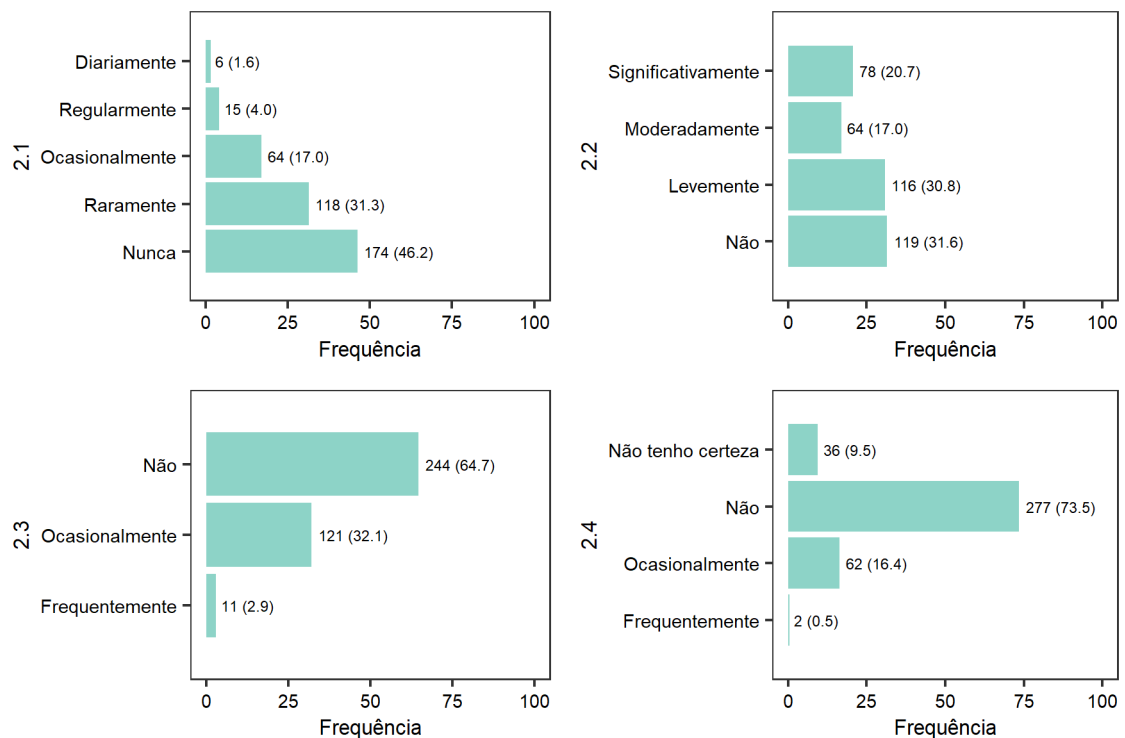 2.1
Diariamente 6 (1.6)
Regularmente 15 (4.0)
Ocasionalmente 64 (17.0)
Raramente 118 (31.3)
Nunca 174 (46.2)
0 25 50 75 100
Frequência
2.2
Significativamente 78 (20.7)
Moderadamente 64 (17.0)
Levemente 116 (30.8)
Não 119 (31.6)
0 25 50 75 100
Frequência
2.3
Não 244 (64.7)
Ocasionalmente 121 (32.1)
Frequentemente 11 (2.9)
0 25 50 75 100
Frequência
2.4
Não tenho certeza 36 (9.5)
Não 277 (73.5)
Ocasionalmente 62 (16.4)
Frequentemente 2 (0.5)
0 25 50 75 100
Frequência